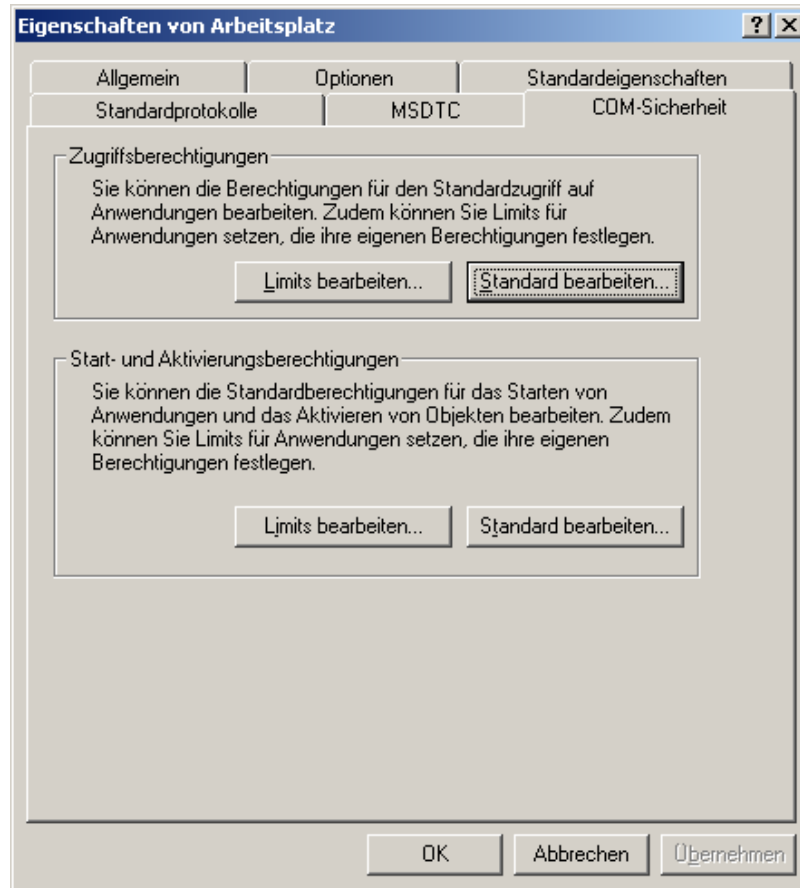 Eigenschaften von Arbeitsplatz
Allgemein
Optionen
Standardeigenschaften
Standardprotokolle
MSDTC
COM-Sicherheit
Zugriffsberechtigungen
Sie können die Berechtigungen für den Standardzugriff auf
Anwendungen bearbeiten. Zudem können Sie Limits für
Anwendungen setzen, die ihre eigenen Berechtigungen festlegen.
Limits bearbeiten...
Standard bearbeiten...
Start- und Aktivierungsberechtigungen
Sie können die Standardberechtigungen für das Starten von
Anwendungen und das Aktivieren von Objekten bearbeiten. Zudem
können Sie Limits für Anwendungen setzen, die ihre eigenen
Berechtigungen festlegen.
Limits bearbeiten...
Standard bearbeiten...
OK
Abbrechen
Übernehmen